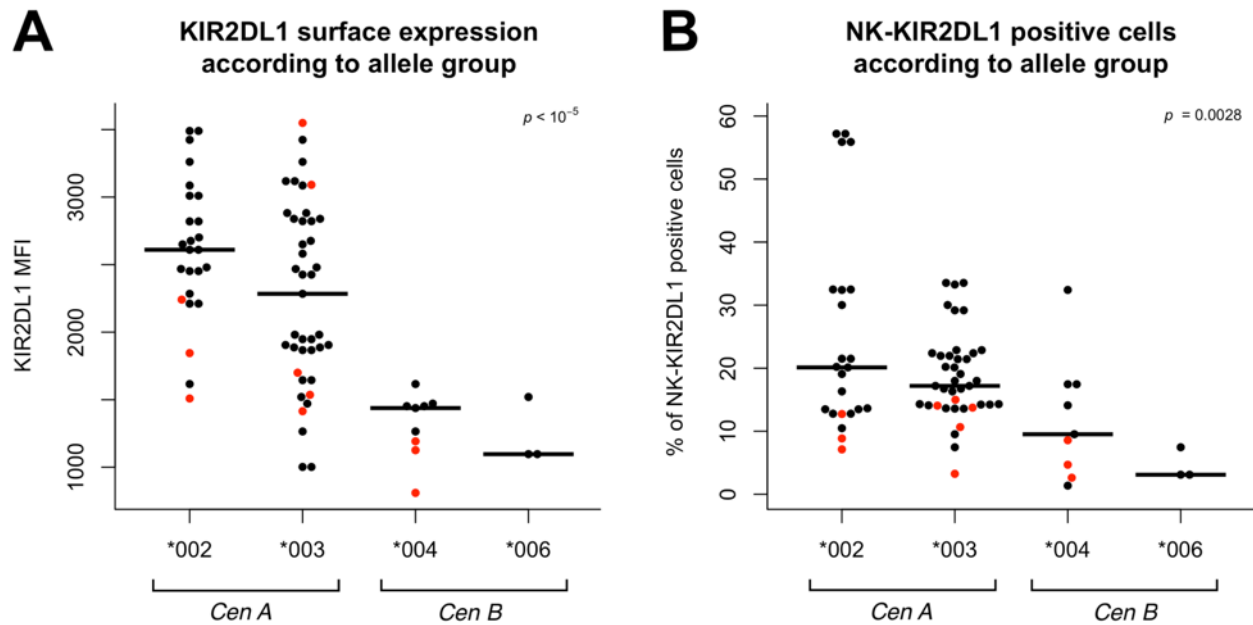 A
KIR2DL1 surface expression
according to allele group
p < 10⁻⁵
KIR2DL1 MFI
3000
2000
1000
*002 *003 *004 *006
Cen A Cen B
B
NK-KIR2DL1 positive cells
according to allele group
p = 0.0028
% of NK-KIR2DL1 positive cells
60
50
40
30
20
10
0
*002 *003 *004 *006
Cen A Cen B